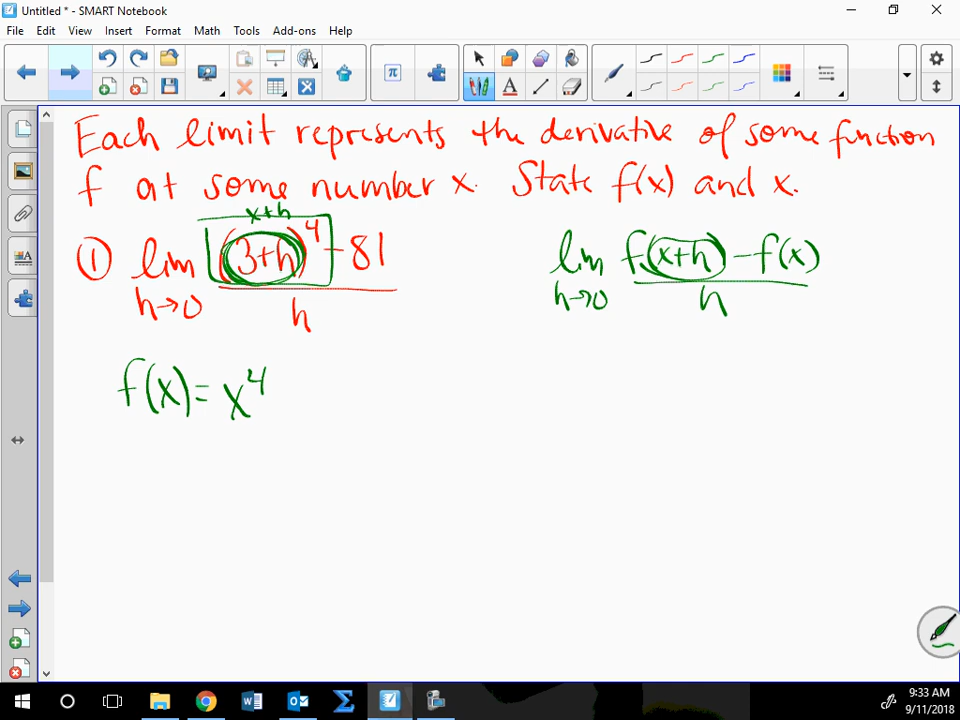 Untitled * - SMART Notebook
File Edit View Insert Format Math Tools Add-ons Help
Each limit represents the derivative of some function
f at some number x. State f(x) and x.
x+h
① lim (3+h)^4 - 81
h→0 h
lim f(x+h) - f(x)
h→0 h
f(x) = x^4
9:33 AM
9/11/2018